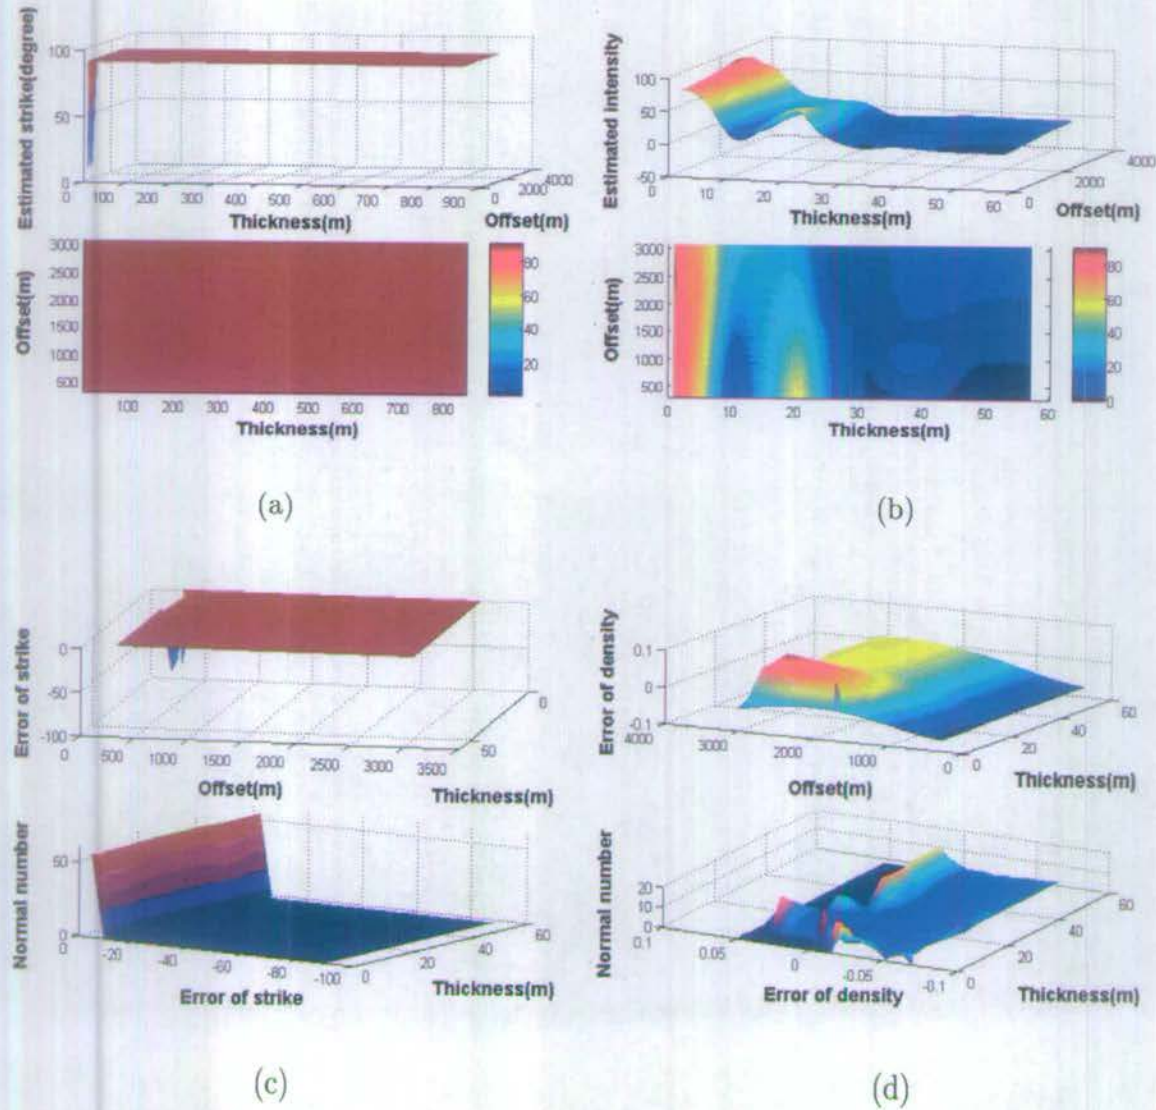 Estimated strike(degree)
100
50
0
0 100 200 300 400 500 600 700 800 900
Thickness(m)
0 2000 4000
Offset(m)
Offset(m)
3000
2500
2000
1500
1000
500
100 200 300 400 500 600 700 800
Thickness(m)
80
60
40
20
(a)
Estimated intensity
100
50
0
-50
0 10 20 30 40 50 60
Thickness(m)
0 2000 4000
Offset(m)
Offset(m)
3000
2500
2000
1500
1000
500
0 10 20 30 40 50 60
Thickness(m)
80
60
40
20
0
(b)
Error of strike
0
-50
-100
0 500 1000 1500 2000 2500 3000 3500
Offset(m)
50 0
Thickness(m)
Normal number
50
0
0 -20 -40 -60 -80 -100
Error of strike
0 20 40 60
Thickness(m)
(c)
Error of density
0.1
0
-0.1
4000 3000 2000 1000 0
Offset(m)
0 20 40 60
Thickness(m)
Normal number
20
10
0
0.1 0.05 0 -0.05 -0.1
Error of density
0 20 40 60
Thickness(m)
(d)